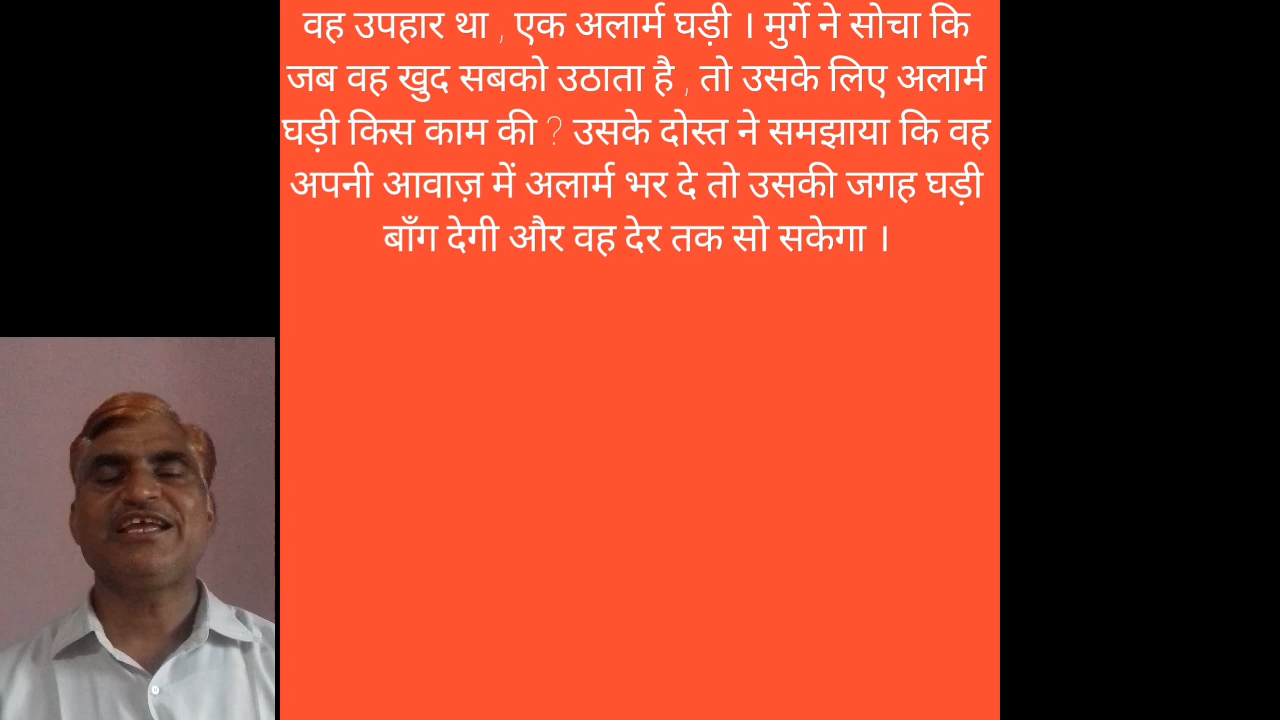 वह उपहार था , एक अलार्म घड़ी । मुर्गे ने सोचा कि
जब वह खुद सबको उठाता है , तो उसके लिए अलार्म
घड़ी किस काम की ? उसके दोस्त ने समझाया कि वह
अपनी आवाज़ में अलार्म भर दे तो उसकी जगह घड़ी
बाँग देगी और वह देर तक सो सकेगा ।